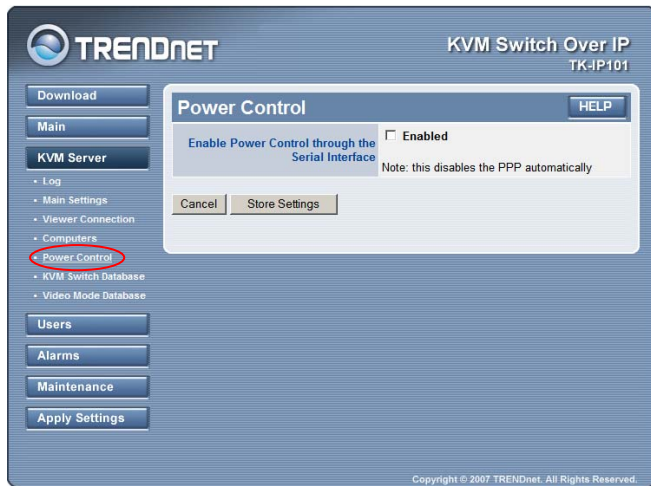 TRENDNET
KVM Switch Over IP
TK-IP101
Download
Main
KVM Server
• Log
• Main Settings
• Viewer Connection
• Computers
• Power Control
• KVM Switch Database
• Video Mode Database
Users
Alarms
Maintenance
Apply Settings
Power Control
HELP
Enable Power Control through the
Serial Interface
Enabled
Note: this disables the PPP automatically
Cancel
Store Settings
Copyright © 2007 TRENDnet. All Rights Reserved.